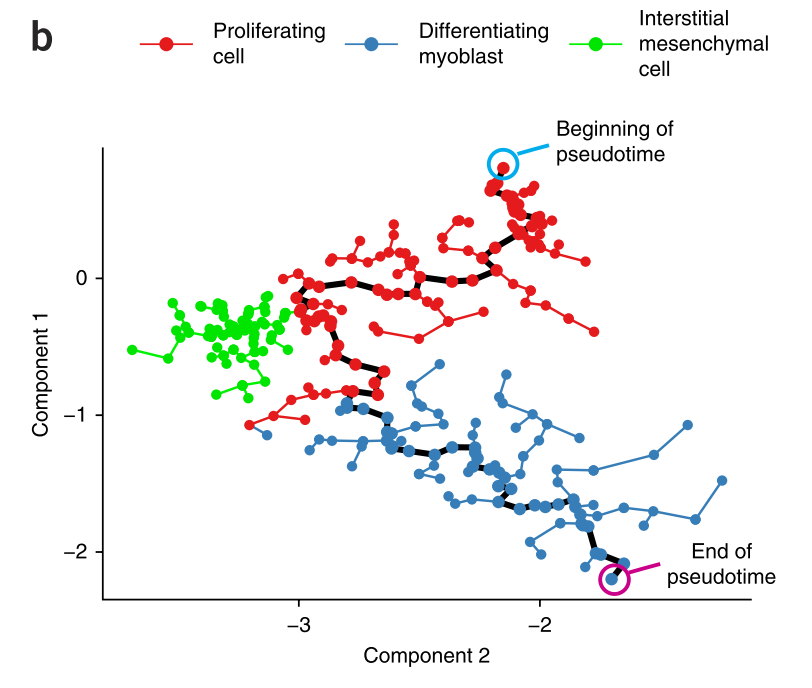 b
Proliferating
cell
Differentiating
myoblast
Interstitial
mesenchymal
cell
Beginning of
pseudotime
0
−1
−2
Component 1
End of
pseudotime
−3
−2
Component 2